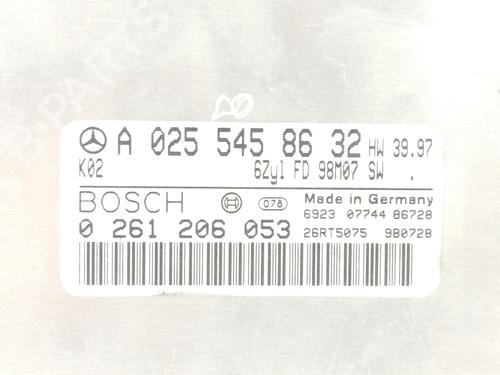 B-PARTS
A 025 545 86 32 HW 39.97
K02 6Zyl FD 98M07 SW .
BOSCH 078 Made in Germany
6923 07744 86728
0 261 206 053 26RT5075 980728